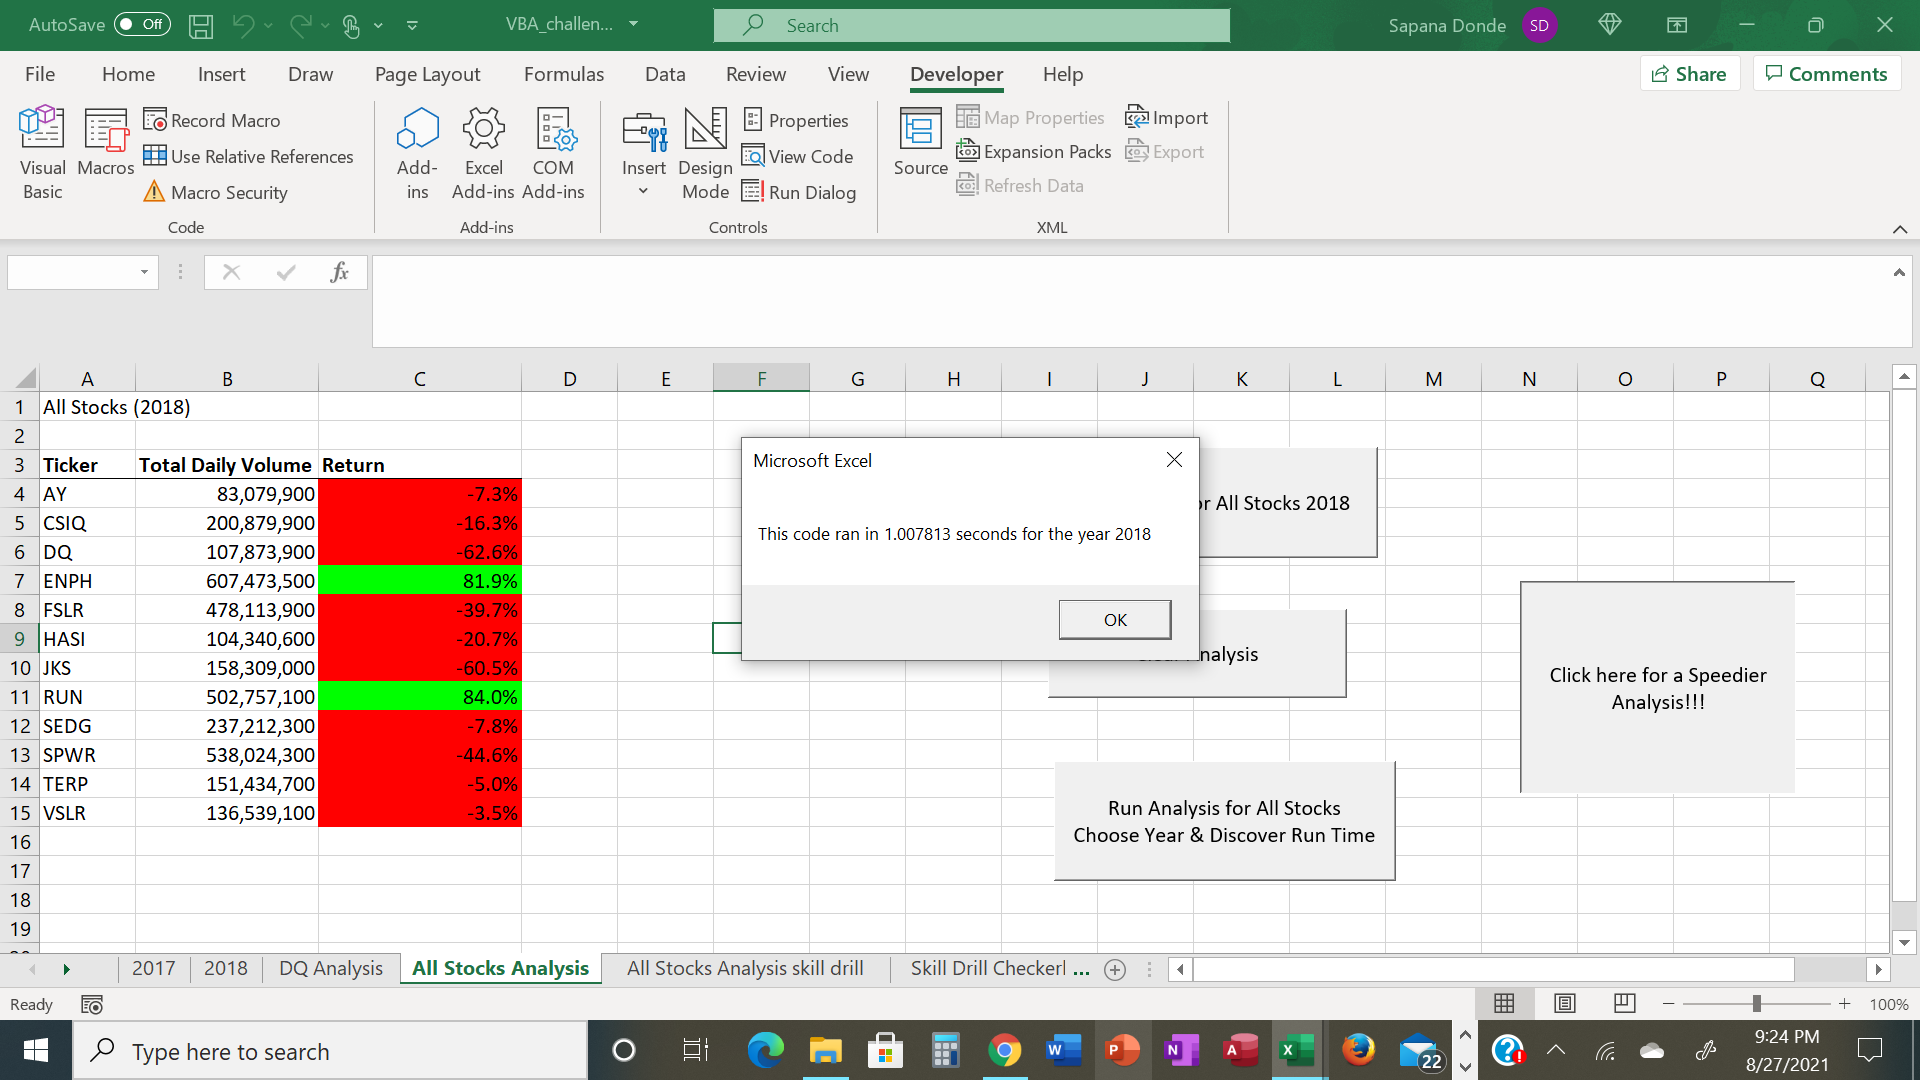 AutoSave Off VBA_challen... Search Sapana Donde SD
File Home Insert Draw Page Layout Formulas Data Review View Developer Help Share Comments
Visual Basic
Macros
Record Macro
Use Relative References
Macro Security
Code
Add-ins
Excel Add-ins
COM Add-ins
Add-ins
Insert
Design Mode
Properties
View Code
Run Dialog
Controls
Source
Map Properties
Expansion Packs
Refresh Data
Import
Export
XML
fx
A B C D E F G H I J K L M N O P Q
1 All Stocks (2018)
2
3 Ticker Total Daily Volume Return
4 AY 83,079,900 -7.3%
5 CSIQ 200,879,900 -16.3%
6 DQ 107,873,900 -62.6%
7 ENPH 607,473,500 81.9%
8 FSLR 478,113,900 -39.7%
9 HASI 104,340,600 -20.7%
10 JKS 158,309,000 -60.5%
11 RUN 502,757,100 84.0%
12 SEDG 237,212,300 -7.8%
13 SPWR 538,024,300 -44.6%
14 TERP 151,434,700 -5.0%
15 VSLR 136,539,100 -3.5%
16
17
18
19
Microsoft Excel
This code ran in 1.007813 seconds for the year 2018
OK
All Stocks 2018
Click here for a Speedier
Analysis!!!
Run Analysis for All Stocks
Choose Year & Discover Run Time
2017 2018 DQ Analysis All Stocks Analysis All Stocks Analysis skill drill Skill Drill Checkerl ...
Ready 100%
Type here to search
22
9:24 PM
8/27/2021